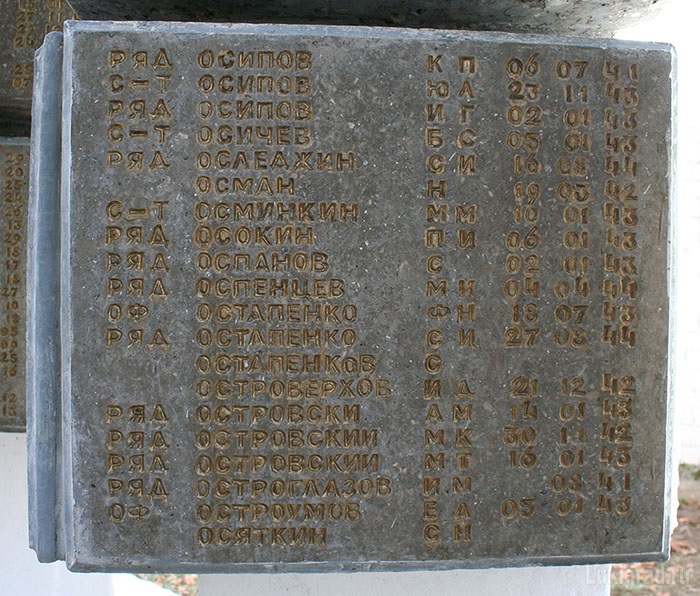 РЯД ОСИПОВ К П 06 07 41
С-Т ОСИПОВ Ю Л 23 11 43
РЯД ОСИПОВ И Г 02 01 43
С-Т ОСИЧЕВ Б С 05 01 43
РЯД ОСЛЕДЖИН С И 16 08 44
ОСМАН Н 19 03 42
С-Т ОСМИНКИН М М 10 01 43
РЯД ОСОКИН П И 06 01 43
РЯД ОСПАНОВ С 02 01 43
РЯД ОСПЕНЦЕВ М И 04 04 44
ОФ ОСТАПЕНКО Ф Н 18 07 43
РЯД ОСТАПЕНКО С И 27 03 44
ОСТАПЕНКОВ С
ОСТРОВЕРХОВ И Д 21 12 42
РЯД ОСТРОВСКИ А М 14 01 43
РЯД ОСТРОВСКИЙ М К 30 11 42
РЯД ОСТРОВСКИЙ М Т 16 01 43
РЯД ОСТРОГЛАЗОВ И М 08 41
ОФ ОСТРОУМОВ Е А 05 01 43
ОСЯТКИН С Н